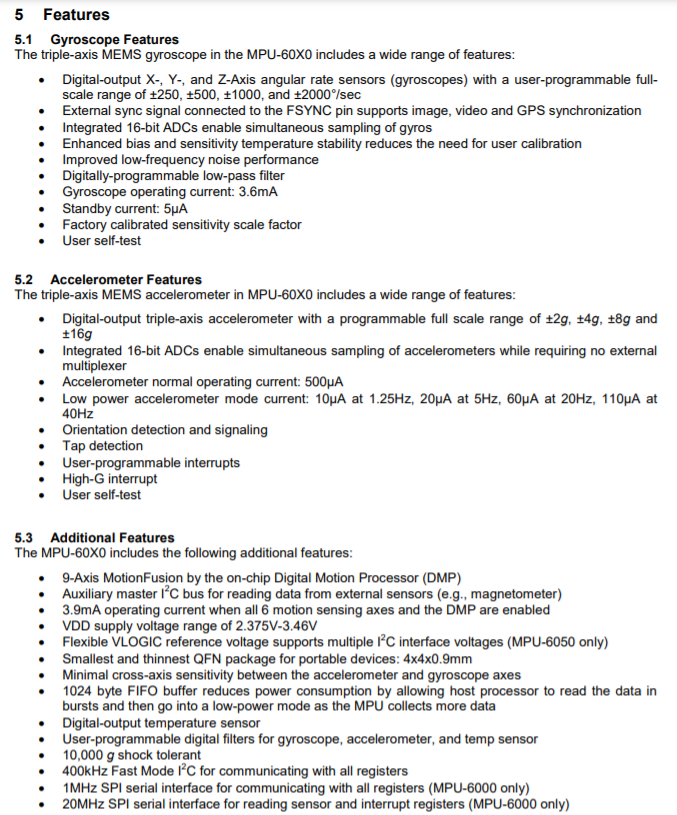 5 Features
5.1 Gyroscope Features
The triple-axis MEMS gyroscope in the MPU-60X0 includes a wide range of features:
• Digital-output X-, Y-, and Z-Axis angular rate sensors (gyroscopes) with a user-programmable full-
scale range of ±250, ±500, ±1000, and ±2000°/sec
• External sync signal connected to the FSYNC pin supports image, video and GPS synchronization
• Integrated 16-bit ADCs enable simultaneous sampling of gyros
• Enhanced bias and sensitivity temperature stability reduces the need for user calibration
• Improved low-frequency noise performance
• Digitally-programmable low-pass filter
• Gyroscope operating current: 3.6mA
• Standby current: 5µA
• Factory calibrated sensitivity scale factor
• User self-test
5.2 Accelerometer Features
The triple-axis MEMS accelerometer in MPU-60X0 includes a wide range of features:
• Digital-output triple-axis accelerometer with a programmable full scale range of ±2g, ±4g, ±8g and
±16g
• Integrated 16-bit ADCs enable simultaneous sampling of accelerometers while requiring no external
multiplexer
• Accelerometer normal operating current: 500µA
• Low power accelerometer mode current: 10µA at 1.25Hz, 20µA at 5Hz, 60µA at 20Hz, 110µA at
40Hz
• Orientation detection and signaling
• Tap detection
• User-programmable interrupts
• High-G interrupt
• User self-test
5.3 Additional Features
The MPU-60X0 includes the following additional features:
• 9-Axis MotionFusion by the on-chip Digital Motion Processor (DMP)
• Auxiliary master I²C bus for reading data from external sensors (e.g., magnetometer)
• 3.9mA operating current when all 6 motion sensing axes and the DMP are enabled
• VDD supply voltage range of 2.375V-3.46V
• Flexible VLOGIC reference voltage supports multiple I²C interface voltages (MPU-6050 only)
• Smallest and thinnest QFN package for portable devices: 4x4x0.9mm
• Minimal cross-axis sensitivity between the accelerometer and gyroscope axes
• 1024 byte FIFO buffer reduces power consumption by allowing host processor to read the data in
bursts and then go into a low-power mode as the MPU collects more data
• Digital-output temperature sensor
• User-programmable digital filters for gyroscope, accelerometer, and temp sensor
• 10,000 g shock tolerant
• 400kHz Fast Mode I²C for communicating with all registers
• 1MHz SPI serial interface for communicating with all registers (MPU-6000 only)
• 20MHz SPI serial interface for reading sensor and interrupt registers (MPU-6000 only)